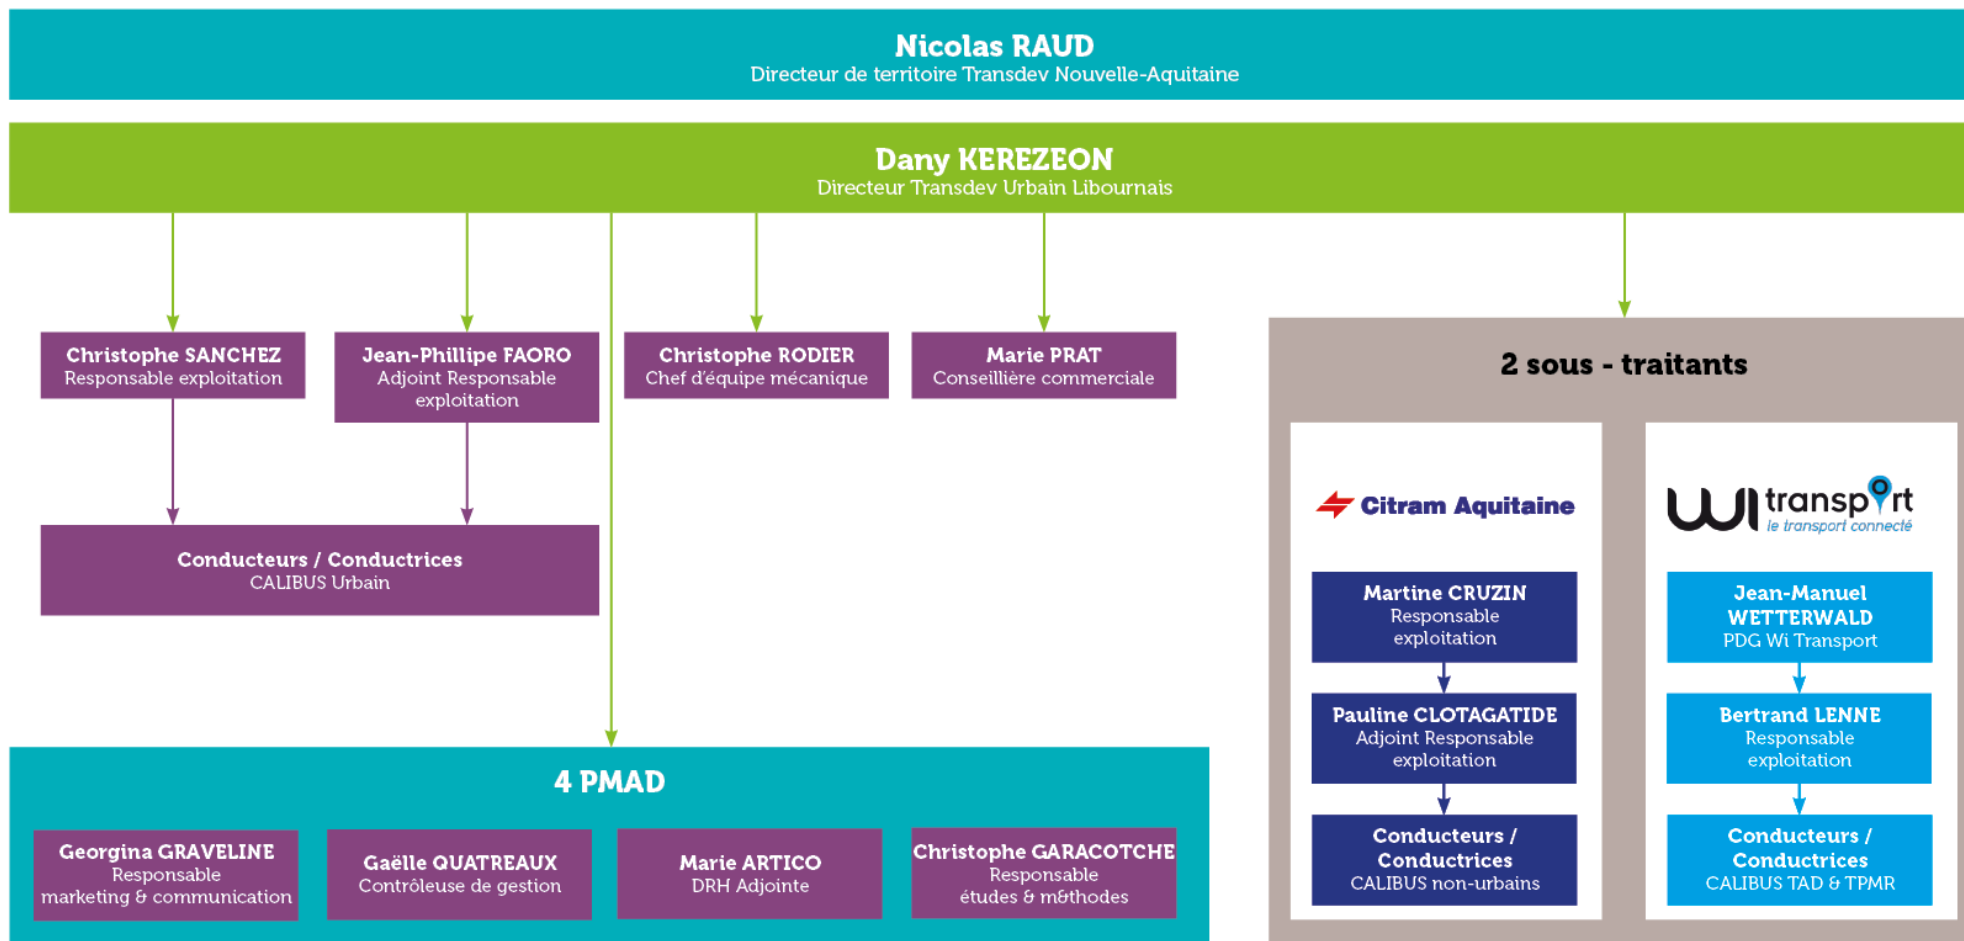 Nicolas RAUD
Directeur de territoire Transdev Nouvelle-Aquitaine
Dany KEREZEON
Directeur Transdev Urbain Libournais
Christophe SANCHEZ
Responsable exploitation
Jean-Phillipe FAORO
Adjoint Responsable
exploitation
Christophe RODIER
Chef d'équipe mécanique
Marie PRAT
Conseillière commerciale
Conducteurs / Conductrices
CALIBUS Urbain
4 PMAD
Georgina GRAVELINE
Responsable
marketing & communication
Gaëlle QUATREAUX
Contrôleuse de gestion
Marie ARTICO
DRH Adjointe
Christophe GARACOTCHE
Responsable
études & m&thodes
2 sous - traitants
Citram Aquitaine
Martine CRUZIN
Responsable
exploitation
Pauline CLOTAGATIDE
Adjoint Responsable
exploitation
Conducteurs /
Conductrices
CALIBUS non-urbains
wi transport
le transport connecté
Jean-Manuel
WETTERWALD
PDG Wi Transport
Bertrand LENNE
Responsable
exploitation
Conducteurs /
Conductrices
CALIBUS TAD & TPMR